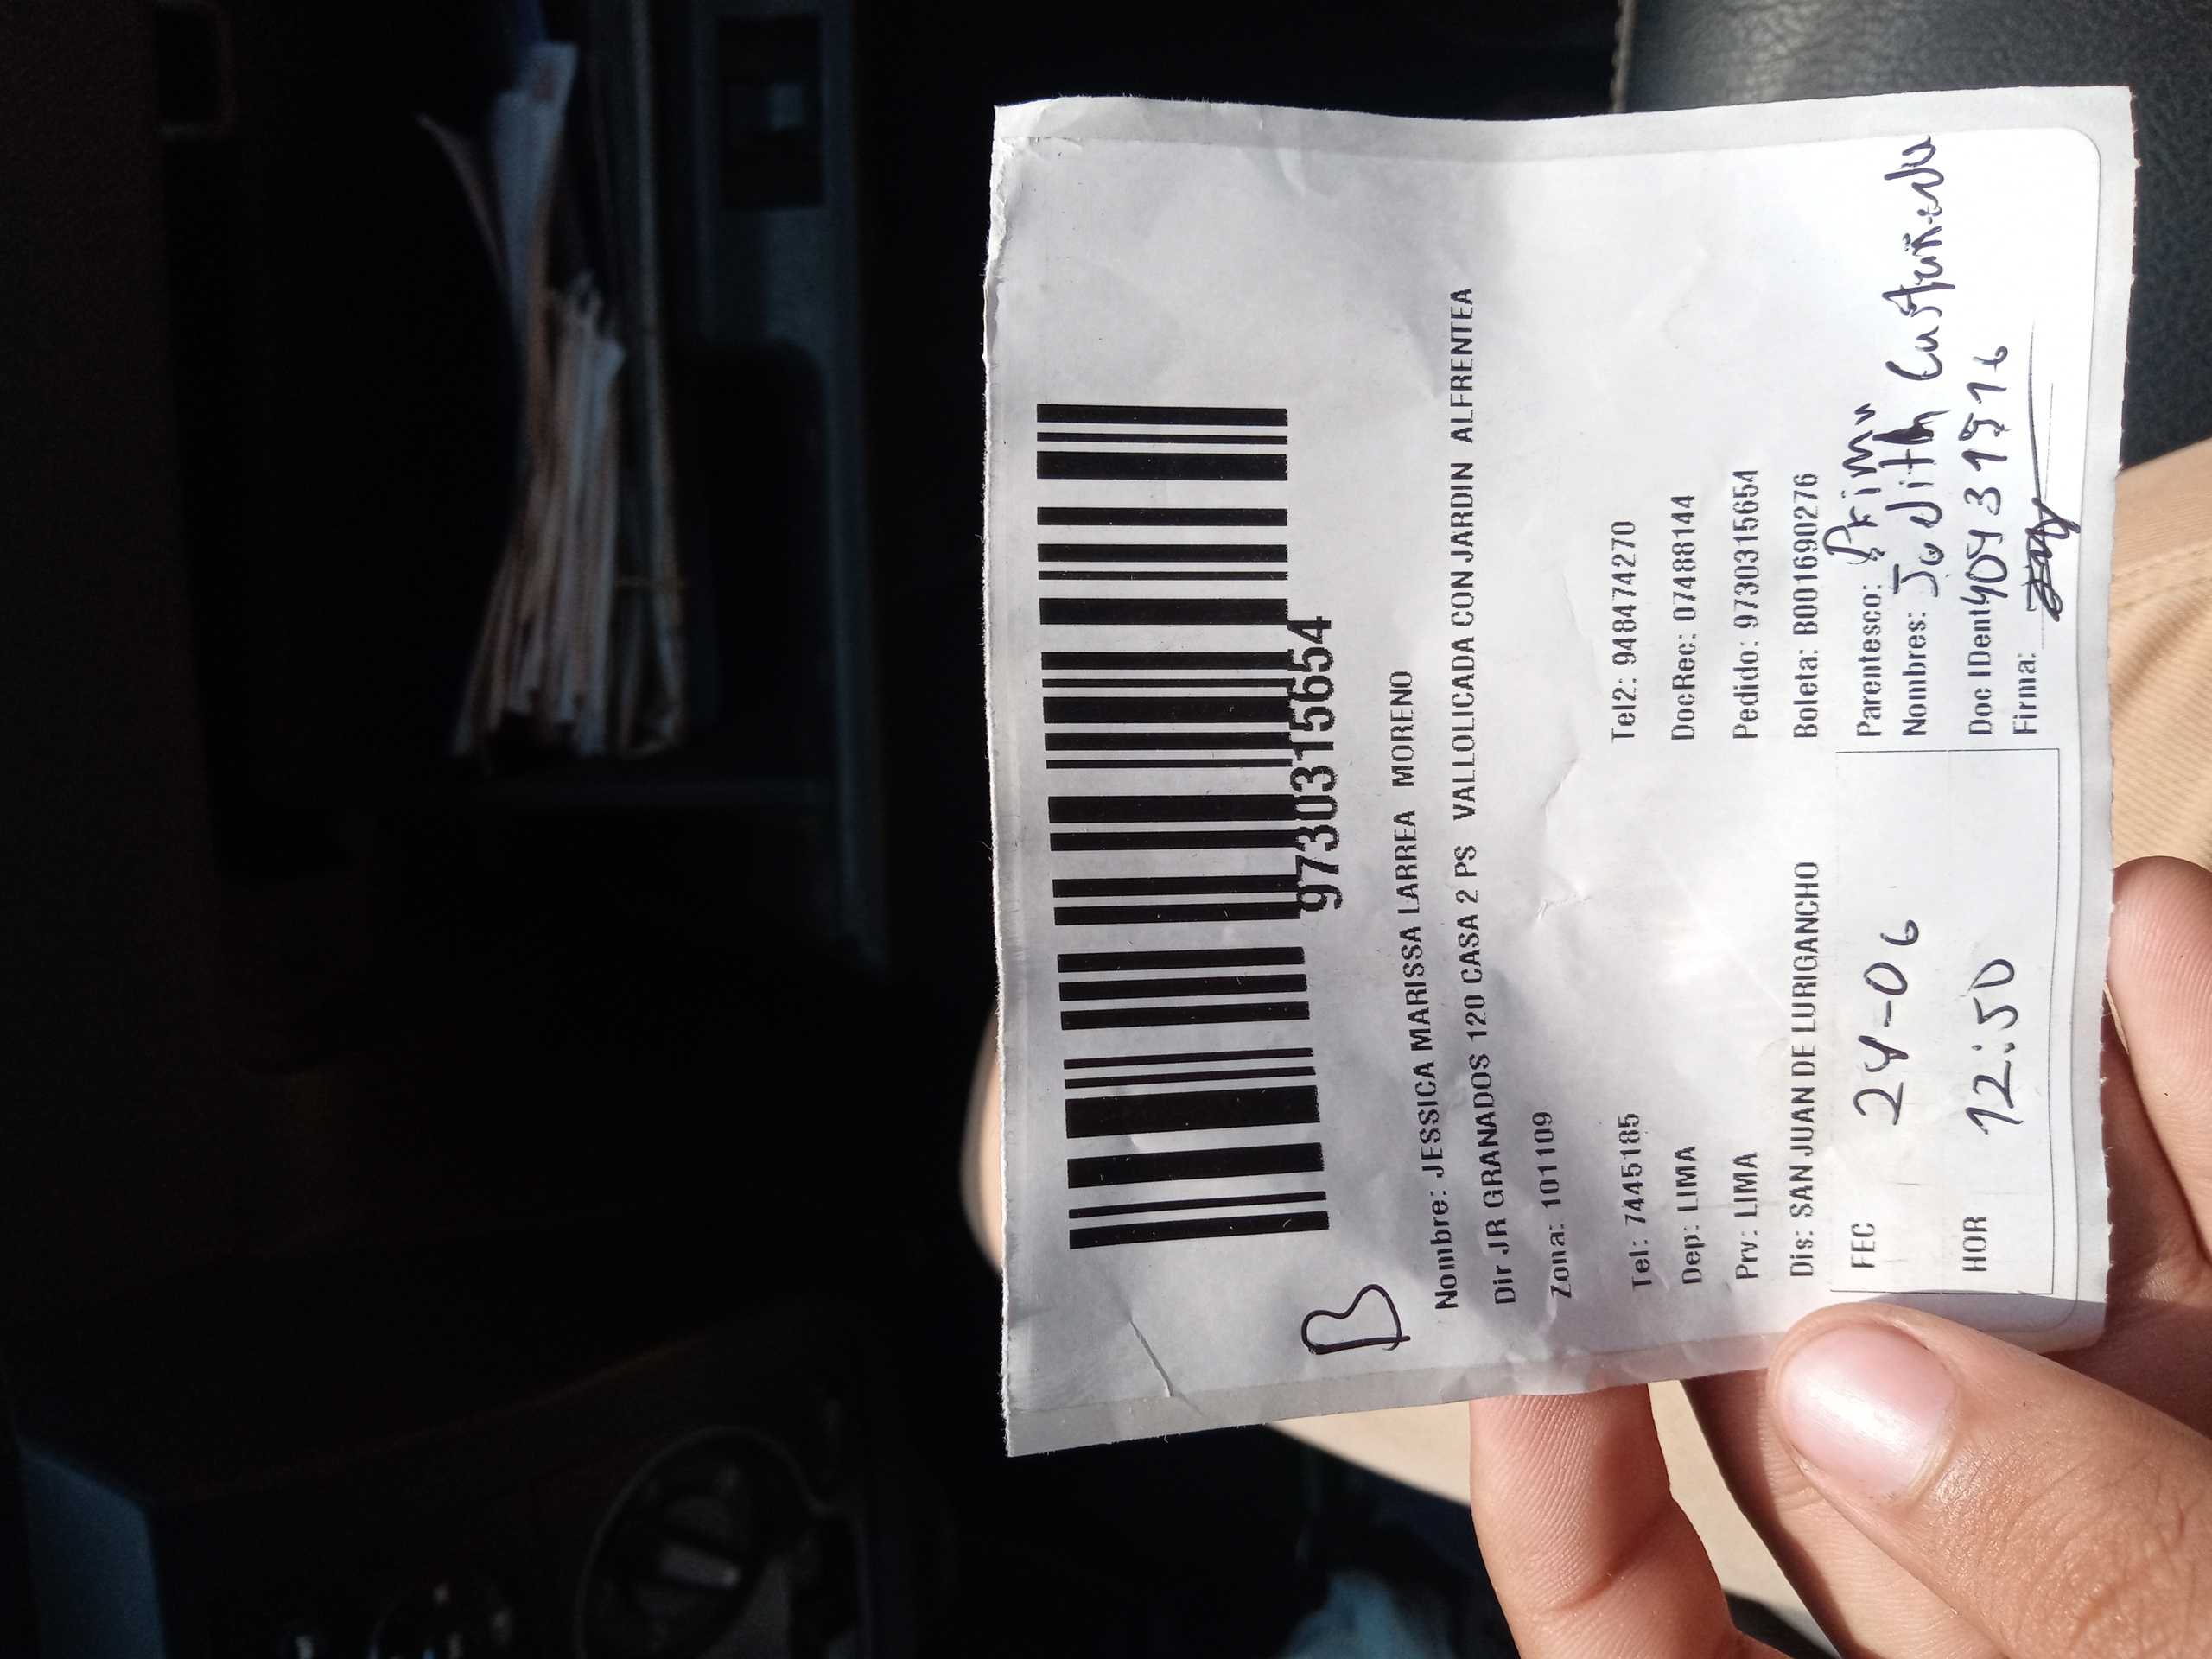 9730315654
B
Nombre: JESSICA MARISSA LARREA MORENO
Dir JR GRANADOS 120 CASA 2 PS VALLOLICADA CON JARDIN ALFRENTEA
Zona: 101109
Tel: 7445185 Tel2: 948474270
Dep: LIMA DocRec: 07488144
Prv: LIMA Pedido: 9730315654
Dis: SAN JUAN DE LURIGANCHO Boleta: B001690276
FEC 24-06
HOR 12:50
Parentesco: Prima
Nombres: Judith Castañeda
Doc IDent
Firma: